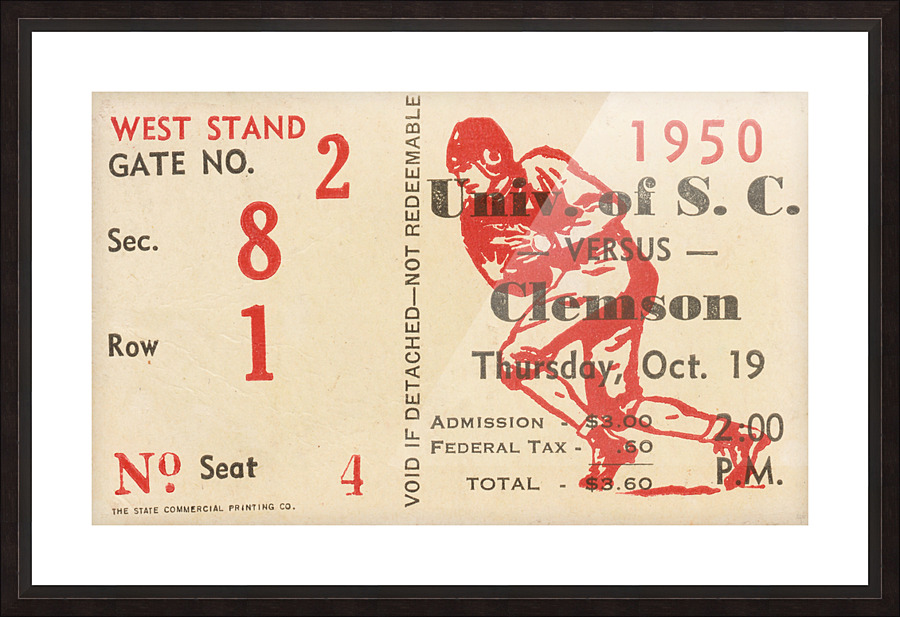 WEST STAND
GATE NO. 2
Sec. 8
Row 1
Nº Seat 4
THE STATE COMMERCIAL PRINTING CO.
VOID IF DETACHED—NOT REDEEMABLE
1950
Univ. of S. C.
— VERSUS —
Clemson
Thursday, Oct. 19
ADMISSION - $3.00
FEDERAL TAX - .60
TOTAL - $3.60
2:00
P.M.